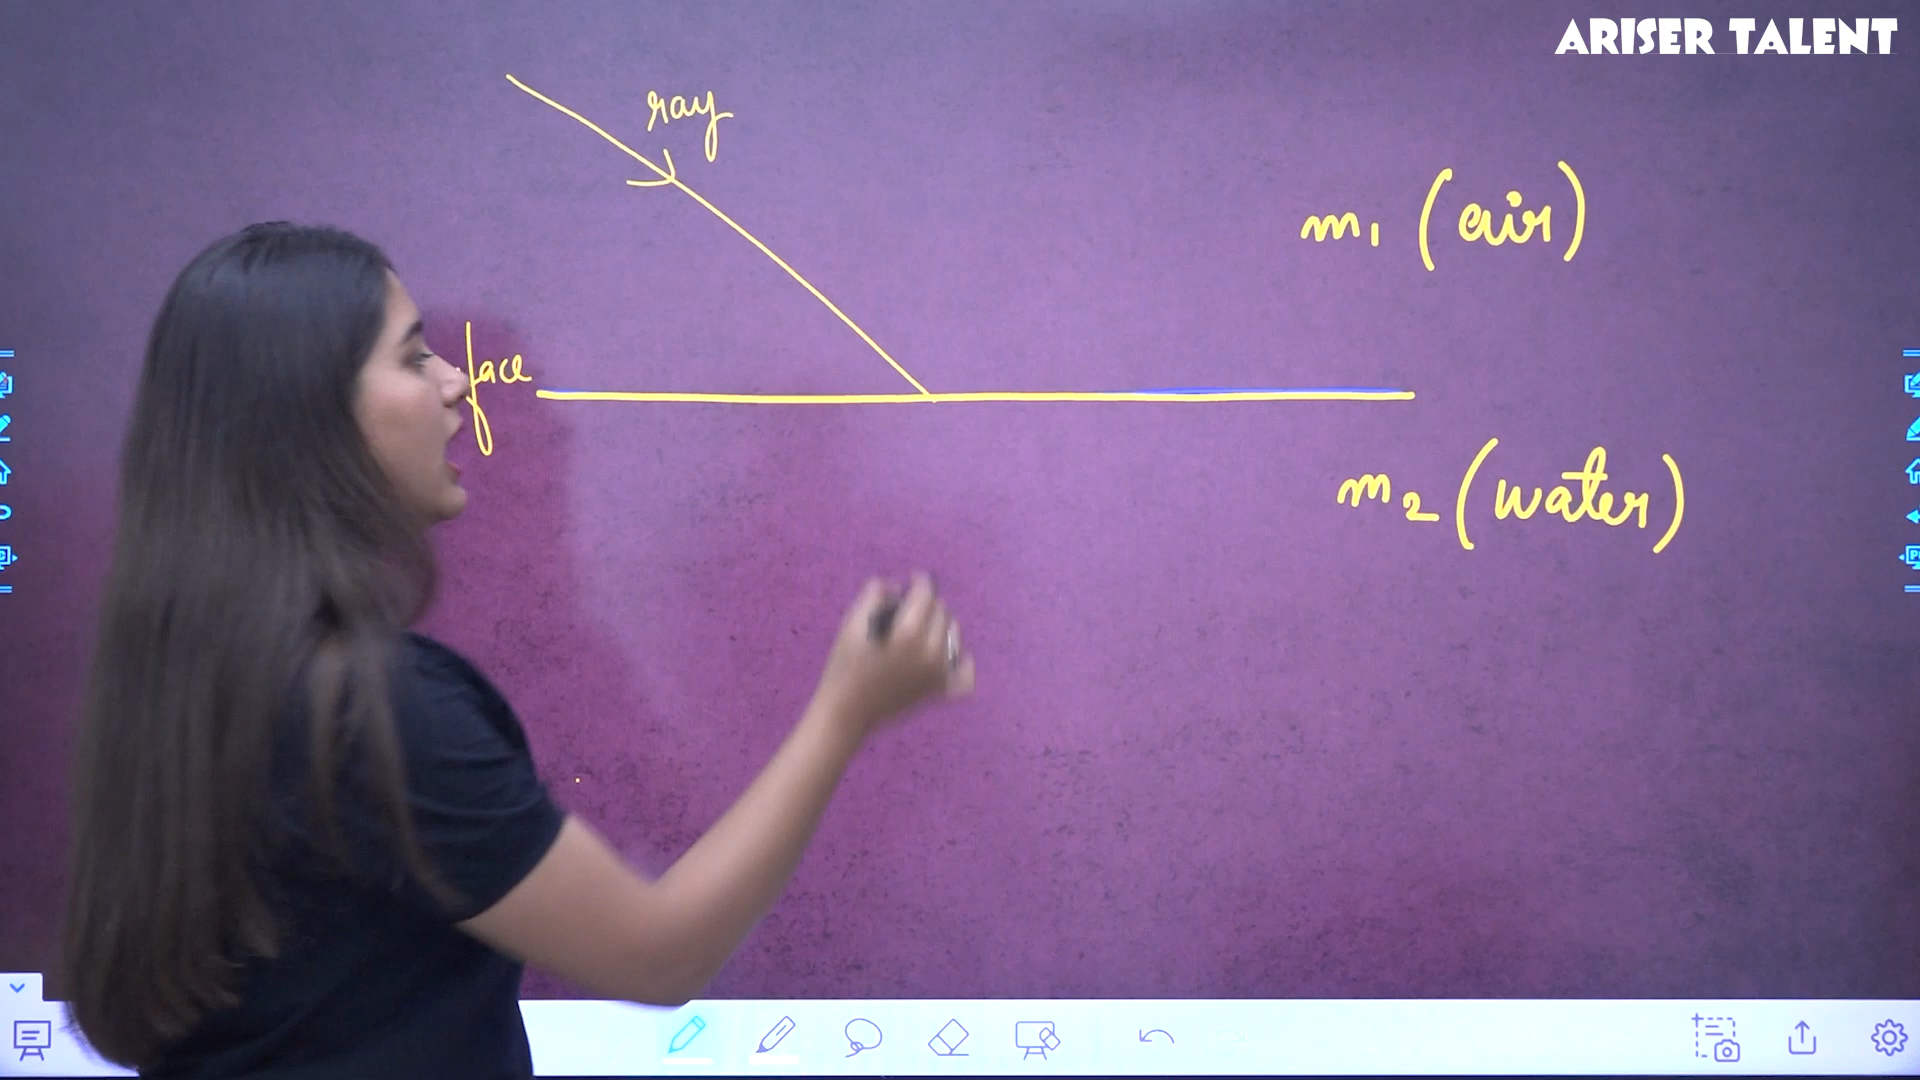 ARISER TALENT
ray
m₁ (air)
face
m₂ (water)